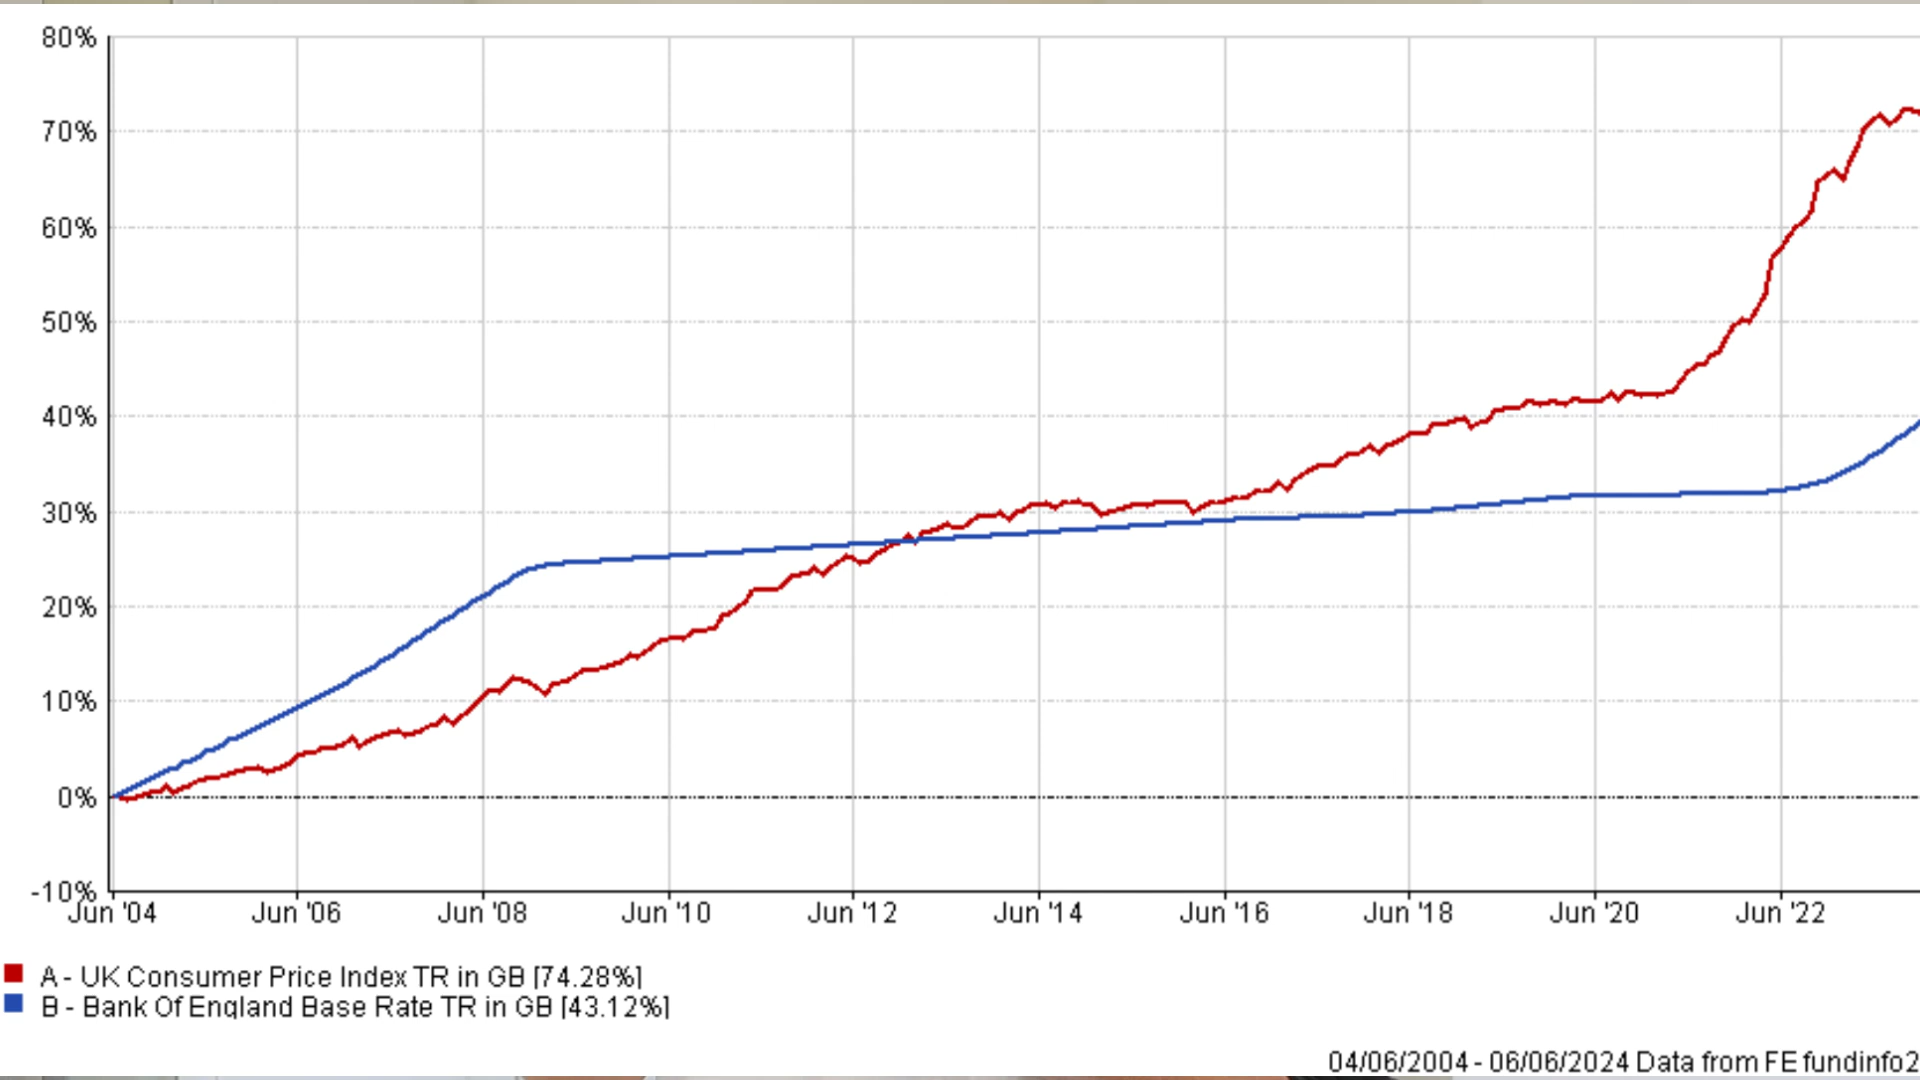 80%
70%
60%
50%
40%
30%
20%
10%
0%
-10%
Jun '04 Jun '06 Jun '08 Jun '10 Jun '12 Jun '14 Jun '16 Jun '18 Jun '20 Jun '22
A - UK Consumer Price Index TR in GB [74.28%]
B - Bank Of England Base Rate TR in GB [43.12%]
04/06/2004 - 06/06/2024 Data from FE fundinfo2